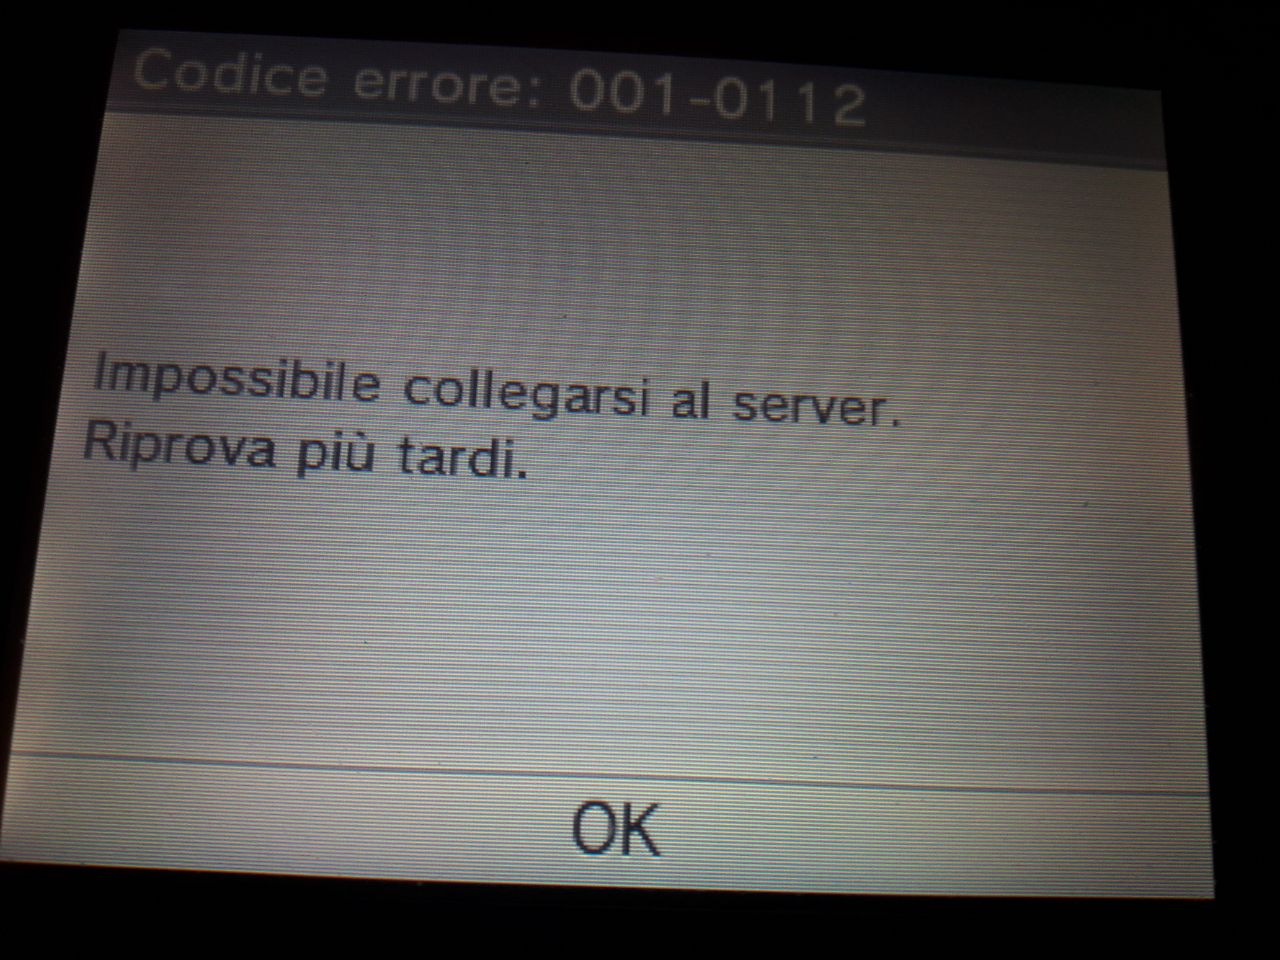 Codice errore: 001-0112
Impossibile collegarsi al server.
Riprova più tardi.
OK